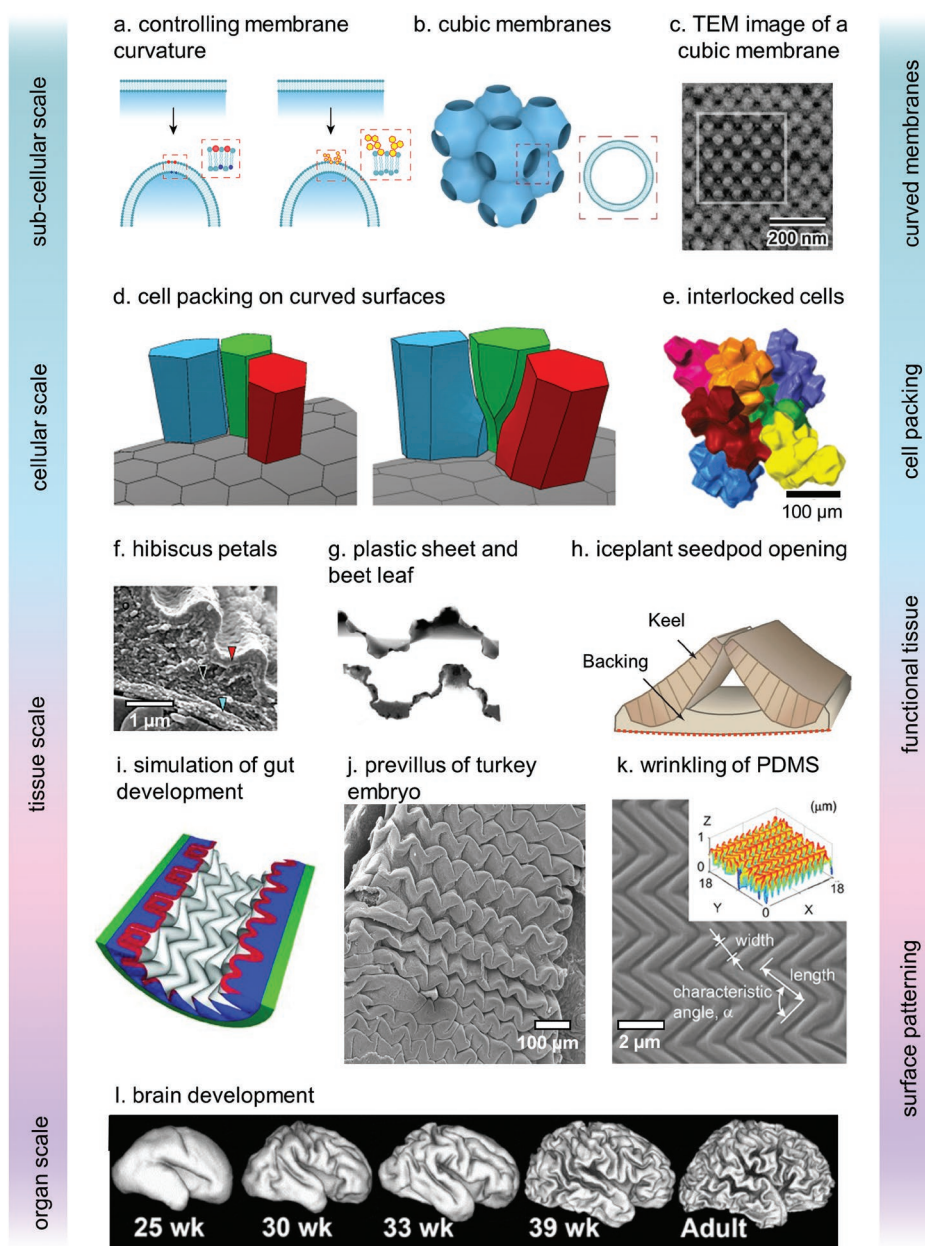 a. controlling membrane
curvature
b. cubic membranes
c. TEM image of a
cubic membrane
200 nm
sub-cellular scale
curved membranes
d. cell packing on curved surfaces
e. interlocked cells
100 µm
cellular scale
cell packing
f. hibiscus petals
1 µm
g. plastic sheet and
beet leaf
h. iceplant seedpod opening
Keel
Backing
tissue scale
functional tissue
i. simulation of gut
development
j. previllus of turkey
embryo
100 µm
k. wrinkling of PDMS
(µm)
Z
1
0
18
Y
0
X
18
width
length
characteristic
angle, α
2 µm
surface patterning
l. brain development
25 wk
30 wk
33 wk
39 wk
Adult
organ scale